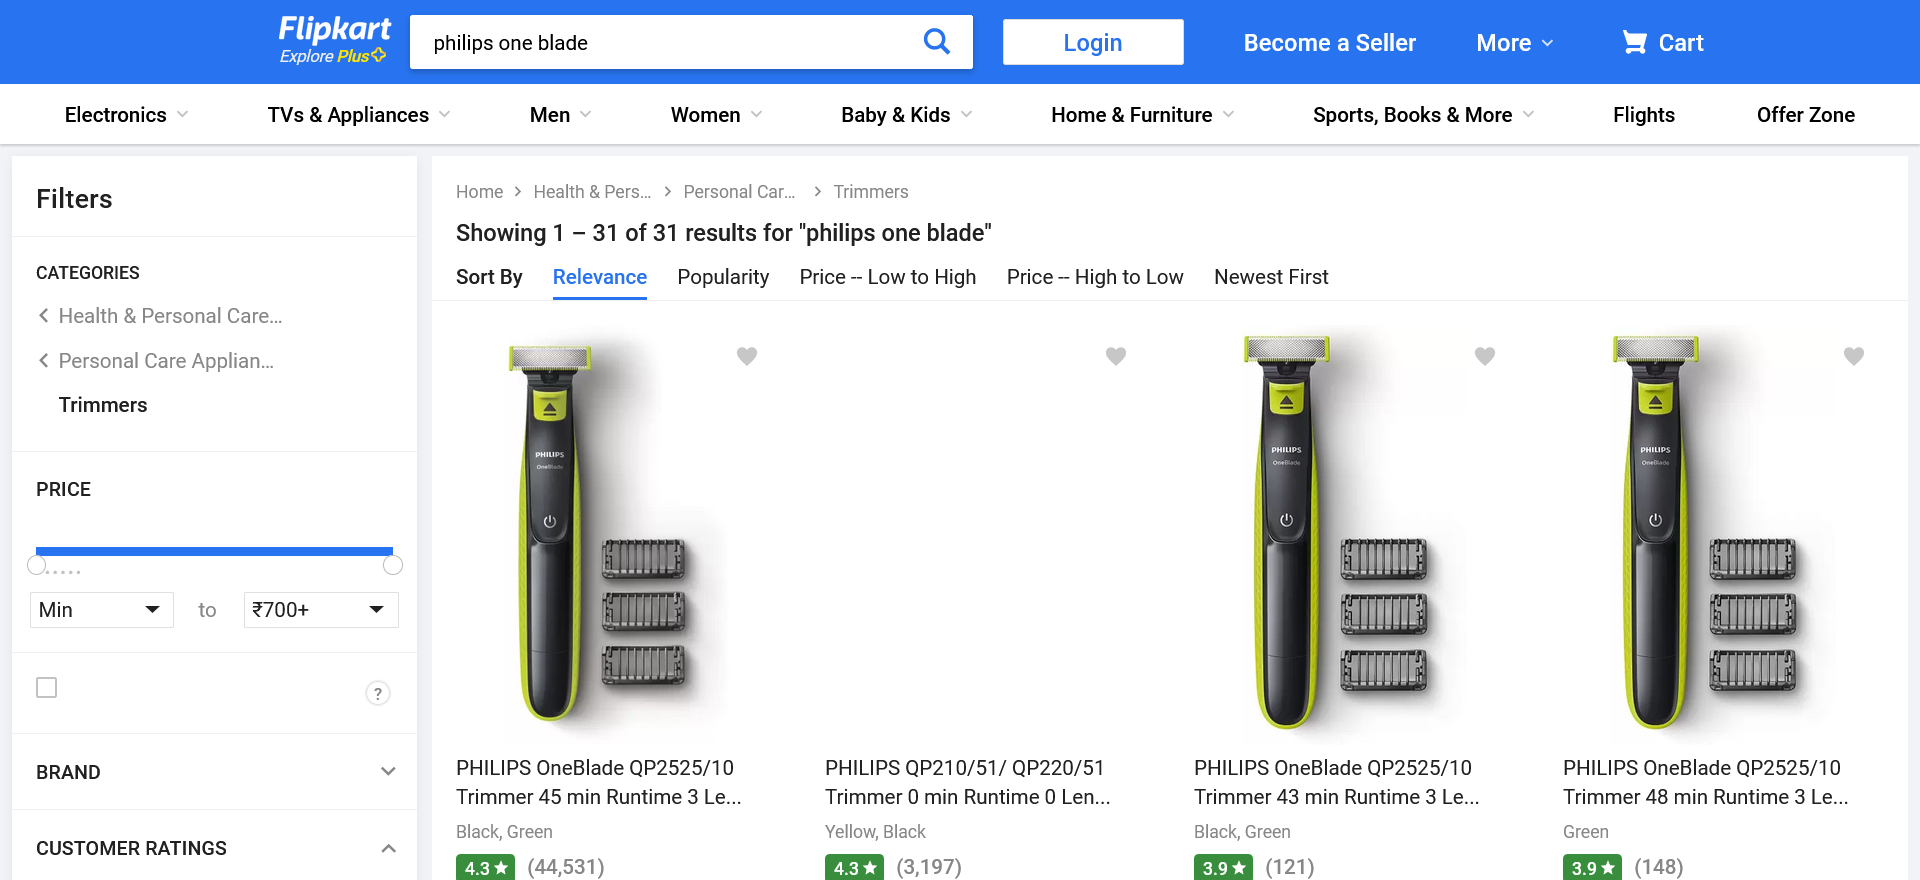 Flipkart
Explore Plus
philips one blade
Login
Become a Seller
More
Cart
Electronics
TVs & Appliances
Men
Women
Baby & Kids
Home & Furniture
Sports, Books & More
Flights
Offer Zone
Filters
CATEGORIES
Health & Personal Care...
Personal Care Applian...
Trimmers
PRICE
Min
to
₹700+
?
BRAND
CUSTOMER RATINGS
Home
Health & Pers...
Personal Car...
Trimmers
Showing 1 – 31 of 31 results for "philips one blade"
Sort By
Relevance
Popularity
Price -- Low to High
Price -- High to Low
Newest First
PHILIPS
OneBlade
PHILIPS OneBlade QP2525/10
Trimmer 45 min Runtime 3 Le...
Black, Green
4.3
(44,531)
PHILIPS QP210/51/ QP220/51
Trimmer 0 min Runtime 0 Len...
Yellow, Black
4.3
(3,197)
PHILIPS
OneBlade
PHILIPS OneBlade QP2525/10
Trimmer 43 min Runtime 3 Le...
Black, Green
3.9
(121)
PHILIPS
OneBlade
PHILIPS OneBlade QP2525/10
Trimmer 48 min Runtime 3 Le...
Green
3.9
(148)